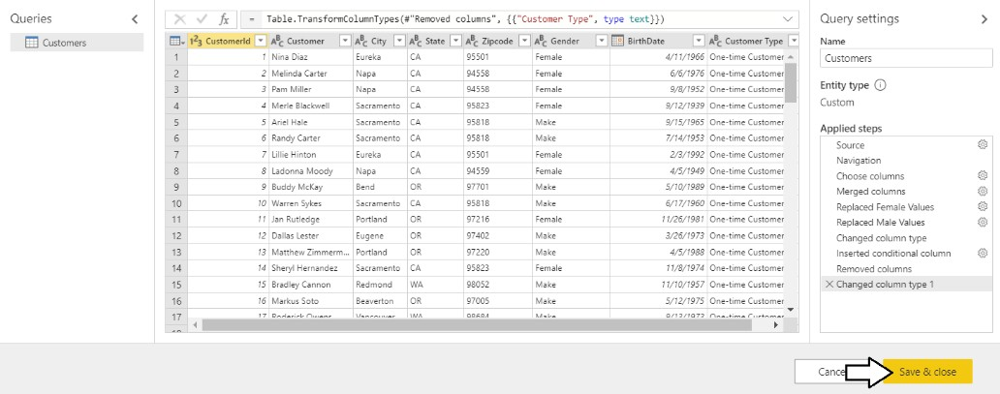 Queries
Customers
fx = Table.TransformColumnTypes(#"Removed columns", {{"Customer Type", type text}})
1²3 CustomerId ABC Customer ABC City ABC State ABC Zipcode ABC Gender BirthDate ABC Customer Type
1 1 Nina Diaz Eureka CA 95501 Female 4/11/1966 One-time Customer
2 2 Melinda Carter Napa CA 94558 Female 6/6/1976 One-time Customer
3 3 Pam Miller Napa CA 94558 Female 9/8/1952 One-time Customer
4 4 Merle Blackwell Sacramento CA 95823 Female 9/12/1939 One-time Customer
5 5 Ariel Hale Sacramento CA 95818 Make 9/15/1965 One-time Customer
6 6 Randy Carter Sacramento CA 95818 Make 7/14/1953 One-time Customer
7 7 Lillie Hinton Eureka CA 95501 Female 2/3/1992 One-time Customer
8 8 Ladonna Moody Napa CA 94559 Female 4/5/1949 One-time Customer
9 9 Buddy McKay Bend OR 97701 Make 5/10/1989 One-time Customer
10 10 Warren Sykes Sacramento CA 95818 Make 6/17/1960 One-time Customer
11 11 Jan Rutledge Portland OR 97216 Female 11/26/1981 One-time Customer
12 12 Dallas Lester Eugene OR 97402 Make 3/26/1973 One-time Customer
13 13 Matthew Zimmerm... Portland OR 97220 Make 4/5/1988 One-time Customer
14 14 Sheryl Hernandez Sacramento CA 95823 Female 11/8/1974 One-time Customer
15 15 Bradley Cannon Redmond WA 98052 Make 11/10/1957 One-time Customer
16 16 Markus Soto Beaverton OR 97005 Make 5/12/1975 One-time Customer
17 17 Roderick Owens Vancouver WA 98684 Make 9/13/1973 One-time Customer
Query settings
Name
Customers
Entity type
Custom
Applied steps
Source
Navigation
Choose columns
Merged columns
Replaced Female Values
Replaced Male Values
Changed column type
Inserted conditional column
Removed columns
Changed column type 1
Cance
Save & close